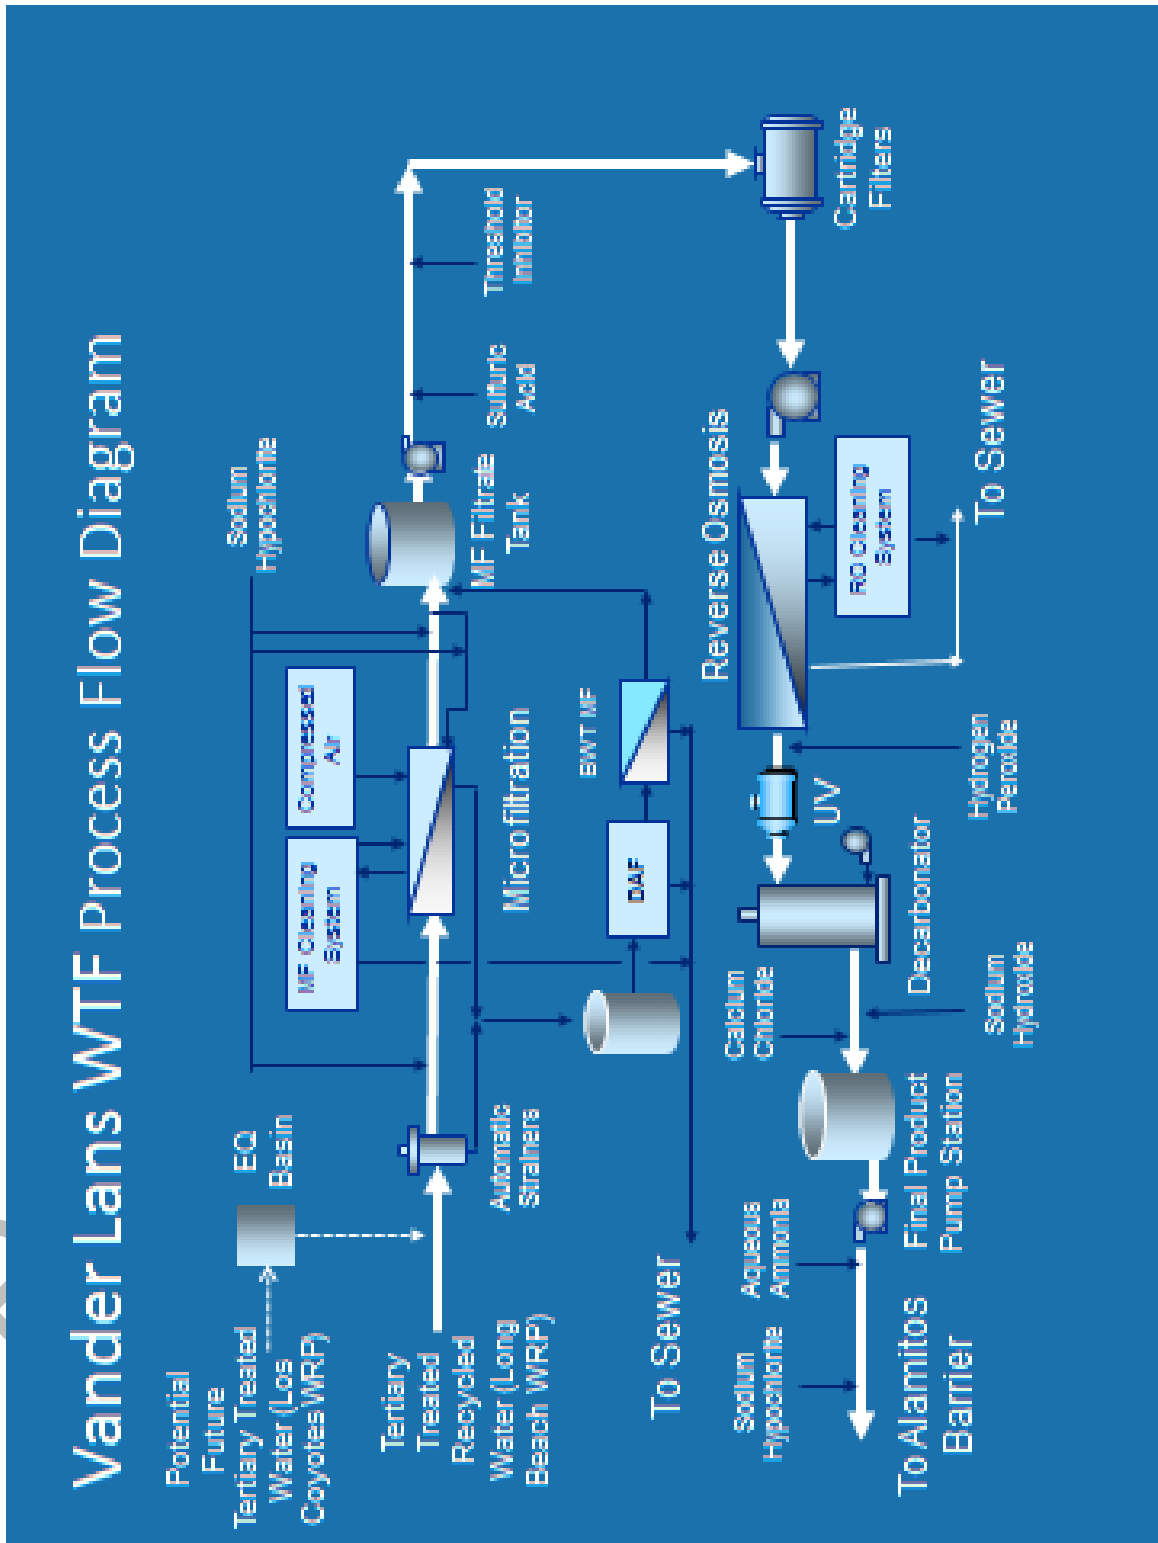 Vander Lans WTF Process Flow Diagram
Potential
Future
Tertiary Treated
Water (Los
Coyotes WRP)
EQ
Basin
Sodium
Hypochlorite
MF Cleaning
System
Compressed
Air
Tertiary
Treated
Recycled
Water (Long
Beach WRP)
Automatic
Strainers
Microfiltration
MF Filtrate
Tank
Sulfuric
Acid
Threshold
Inhibitor
DAF
BWT MF
To Sewer
Cartridge
Filters
Reverse Osmosis
RO Cleaning
System
To Sewer
Hydrogen
Peroxide
UV
Decarbonator
Calcium
Chloride
Sodium
Hydroxide
Final Product
Pump Station
Aqueous
Ammonia
Sodium
Hypochlorite
To Alamitos
Barrier